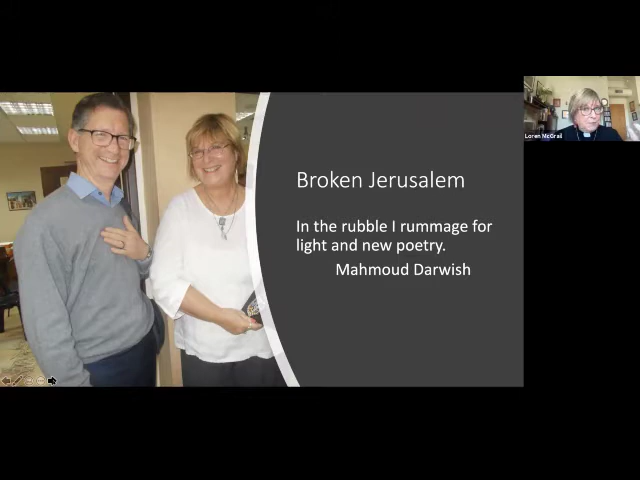 Broken Jerusalem
In the rubble I rummage for
light and new poetry.
Mahmoud Darwish
Loren McGrail